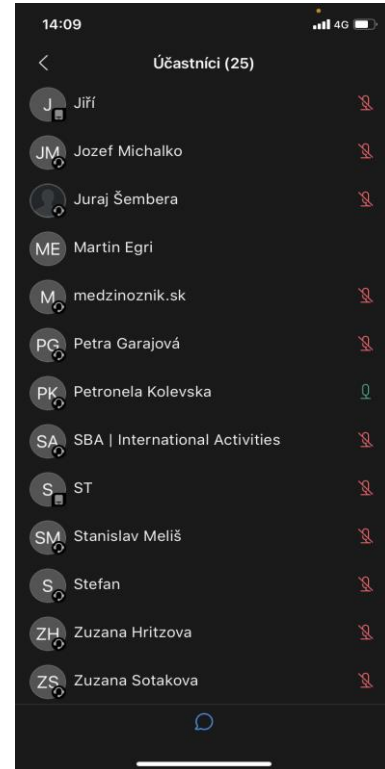 14:09 4G
Účastníci (25)
J Jiří
JM Jozef Michalko
Juraj Šembera
ME Martin Egri
M medzinoznik.sk
PG Petra Garajová
PK Petronela Kolevska
SA SBA | International Activities
S ST
SM Stanislav Meliš
S Stefan
ZH Zuzana Hritzova
ZS Zuzana Sotakova